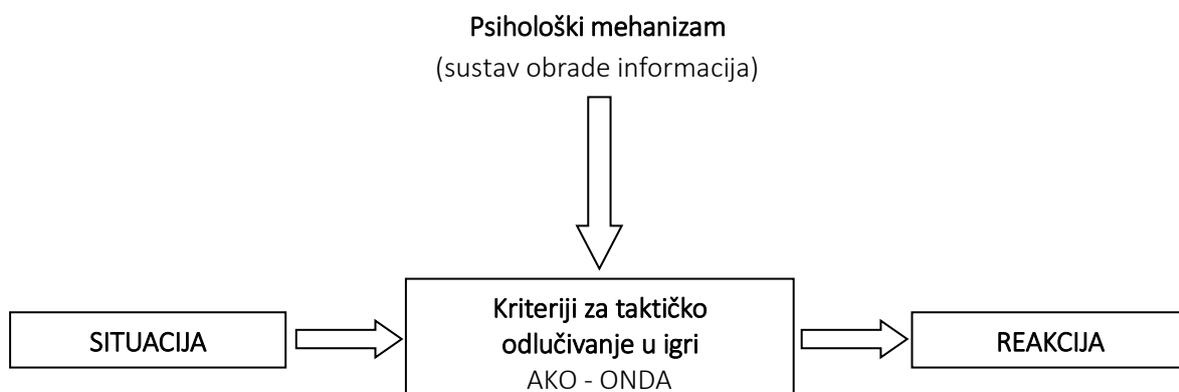 Psihološki mehanizam
(sustav obrade informacija)
SITUACIJA
Kriteriji za taktičko
odlučivanje u igri
AKO - ONDA
REAKCIJA